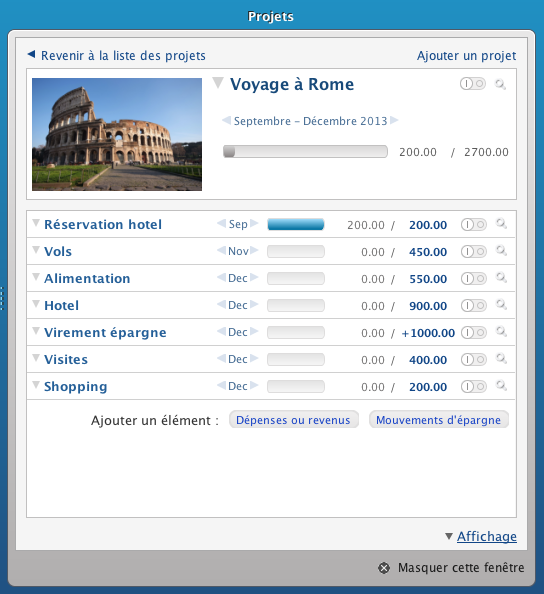 Projets
Revenir à la liste des projets Ajouter un projet
Voyage à Rome
Septembre - Décembre 2013
200.00 / 2700.00
Réservation hotel Sep 200.00 / 200.00
Vols Nov 0.00 / 450.00
Alimentation Dec 0.00 / 550.00
Hotel Dec 0.00 / 900.00
Virement épargne Dec 0.00 / +1000.00
Visites Dec 0.00 / 400.00
Shopping Dec 0.00 / 200.00
Ajouter un élément : Dépenses ou revenus Mouvements d'épargne
Affichage
Masquer cette fenêtre